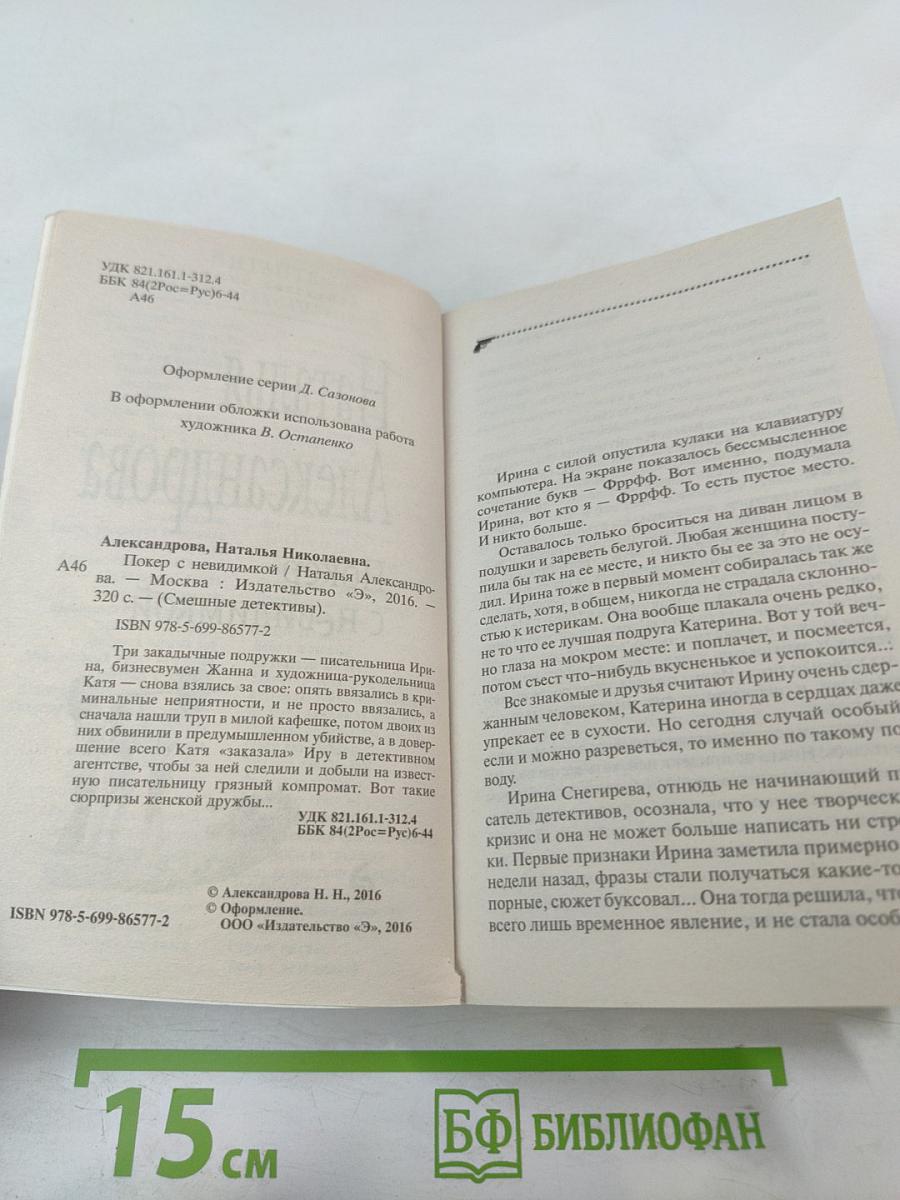 УДК 821.161.1-312.4
ББК 84(2Рос=Рус)6-44
А46
Оформление серии Д. Сазонова
В оформлении обложки использована работа
художника В. Остапенко
Александрова, Наталья Николаевна.
А46 Покер с невидимкой / Наталья Александро-
ва. — Москва : Издательство «Э», 2016. —
320 с. — (Смешные детективы).
ISBN 978-5-699-86577-2
Три закадычные подружки — писательница Ири-
на, бизнесвумен Жанна и художница-рукодельница
Катя — снова взялись за свое: опять ввязались в кри-
минальные неприятности, и не просто ввязались, а
сначала нашли труп в милой кафешке, потом двоих из
них обвинили в предумышленном убийстве, а в довер-
шение всего Катя «заказала» Иру в детективном
агентстве, чтобы за ней следили и добыли на извест-
ную писательницу грязный компромат. Вот такие
сюрпризы женской дружбы...
УДК 821.161.1-312.4
ББК 84(2Рос=Рус)6-44
© Александрова Н. Н., 2016
© Оформление.
ООО «Издательство «Э», 2016
ISBN 978-5-699-86577-2
Ирина с силой опустила кулаки на клавиатуру
компьютера. На экране показалось бессмысленное
сочетание букв — Фррфф. Вот именно, подумала
Ирина, вот кто я — Фррфф. То есть пустое место.
И никто больше.
Оставалось только броситься на диван лицом в
подушки и зареветь белугой. Любая женщина посту-
пила бы так на ее месте, и никто бы ее за это не осу-
дил. Ирина тоже в первый момент собиралась так же
сделать, хотя, в общем, никогда не страдала склонно-
стью к истерикам. Она вообще плакала очень редко,
не то что ее лучшая подруга Катерина. Вот у той веч-
но глаза на мокром месте: и поплачет, и посмеется,
потом съест что-нибудь вкусненькое и успокоится...
Все знакомые и друзья считают Ирину очень сдер-
жанным человеком, Катерина иногда в сердцах даже
упрекает ее в сухости. Но сегодня случай особый
если и можно разреветься, то именно по такому по
воду.
Ирина Снегирева, отнюдь не начинающий п
сатель детективов, осознала, что у нее творческ
кризис и она не может больше написать ни стро
ки. Первые признаки Ирина заметила примерно
недели назад, фразы стали получаться какие-то
порные, сюжет буксовал... Она тогда решила, что
всего лишь временное явление, и не стала особ
15 см
БФ БИБЛИОФАН